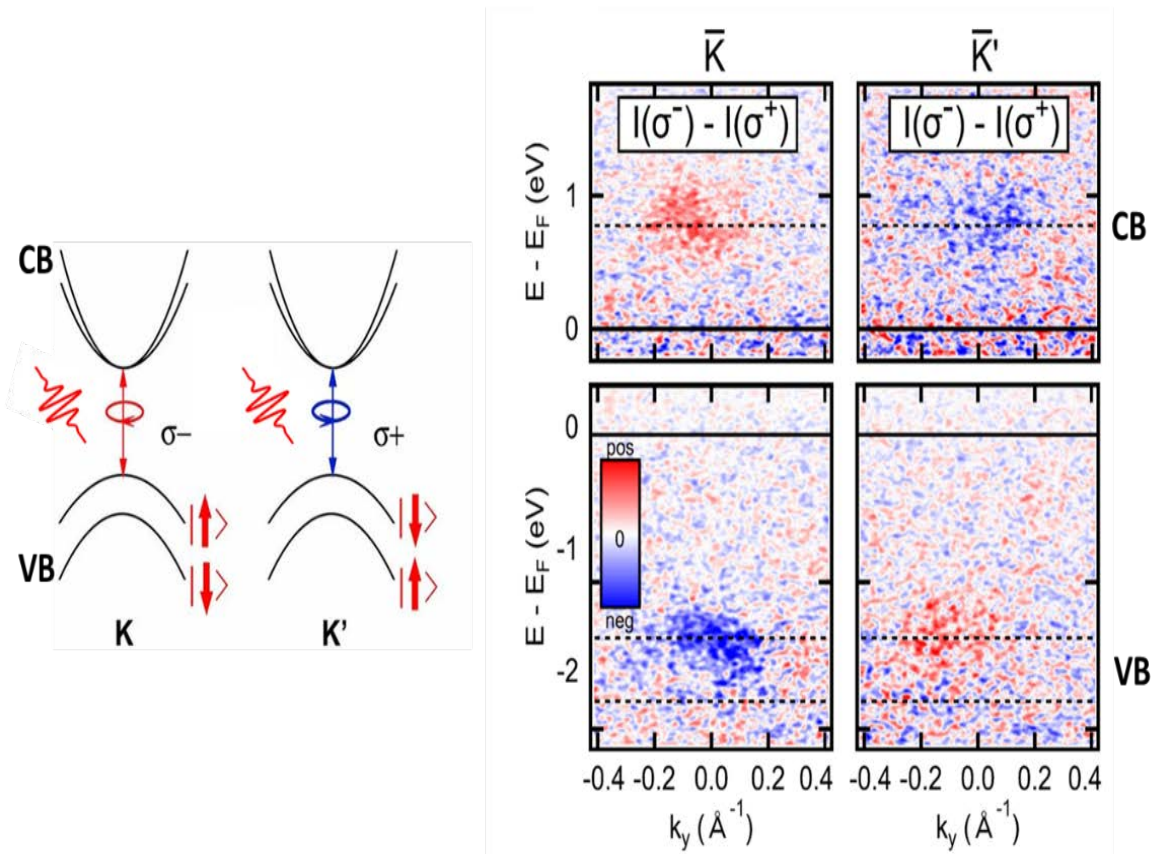 CB
σ−
σ+
|↑⟩
|↓⟩
VB
|↓⟩
|↑⟩
K
K'
K̅
K̅'
I(σ⁻) - I(σ⁺)
I(σ⁻) - I(σ⁺)
E - E_F (eV)
1
0
CB
E - E_F (eV)
0
-1
-2
pos
0
neg
VB
-0.4 -0.2 0.0 0.2 0.4
-0.4 -0.2 0.0 0.2 0.4
k_y (Å⁻¹)
k_y (Å⁻¹)